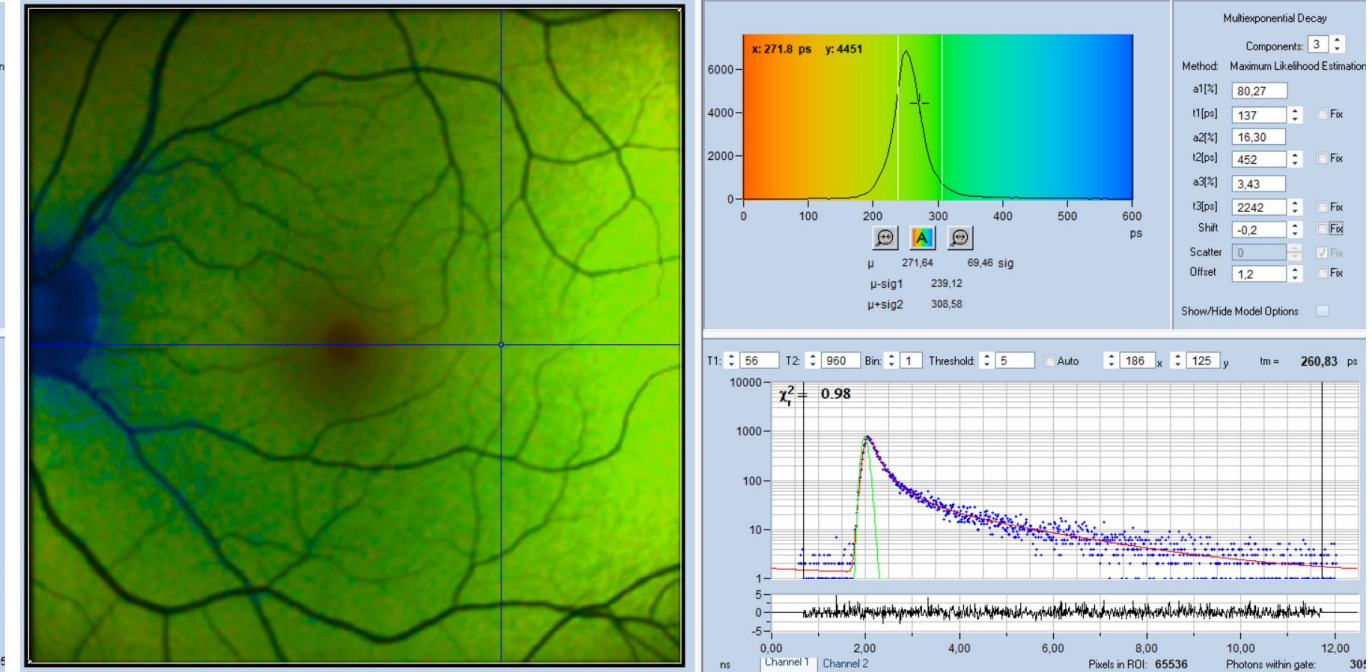 Multiexponential Decay
Components: 3
Method: Maximum Likelihood Estimation
a1[%] 80,27
t1[ps] 137 Fix
a2[%] 16,30
t2[ps] 452 Fix
a3[%] 3,43
t3[ps] 2242 Fix
Shift -0,2 Fix
Scatter 0 Fix
Offset 1,2 Fix
Show/Hide Model Options
x: 271.8 ps y: 4451
6000
4000
2000
0
0 100 200 300 400 500 600
ps
A
µ 271,64 69,46 sig
µ-sig1 239,12
µ+sig2 308,58
T1: 56 T2: 960 Bin: 1 Threshold: 5 Auto 186 x 125 y tm = 260,83 ps
χ²r = 0.98
10000
1000
100
10
1
5
0
-5
0,00 2,00 4,00 6,00 8,00 10,00 12,00
ns Channel 1 Channel 2 Pixels in ROI: 65536 Photons within gate: